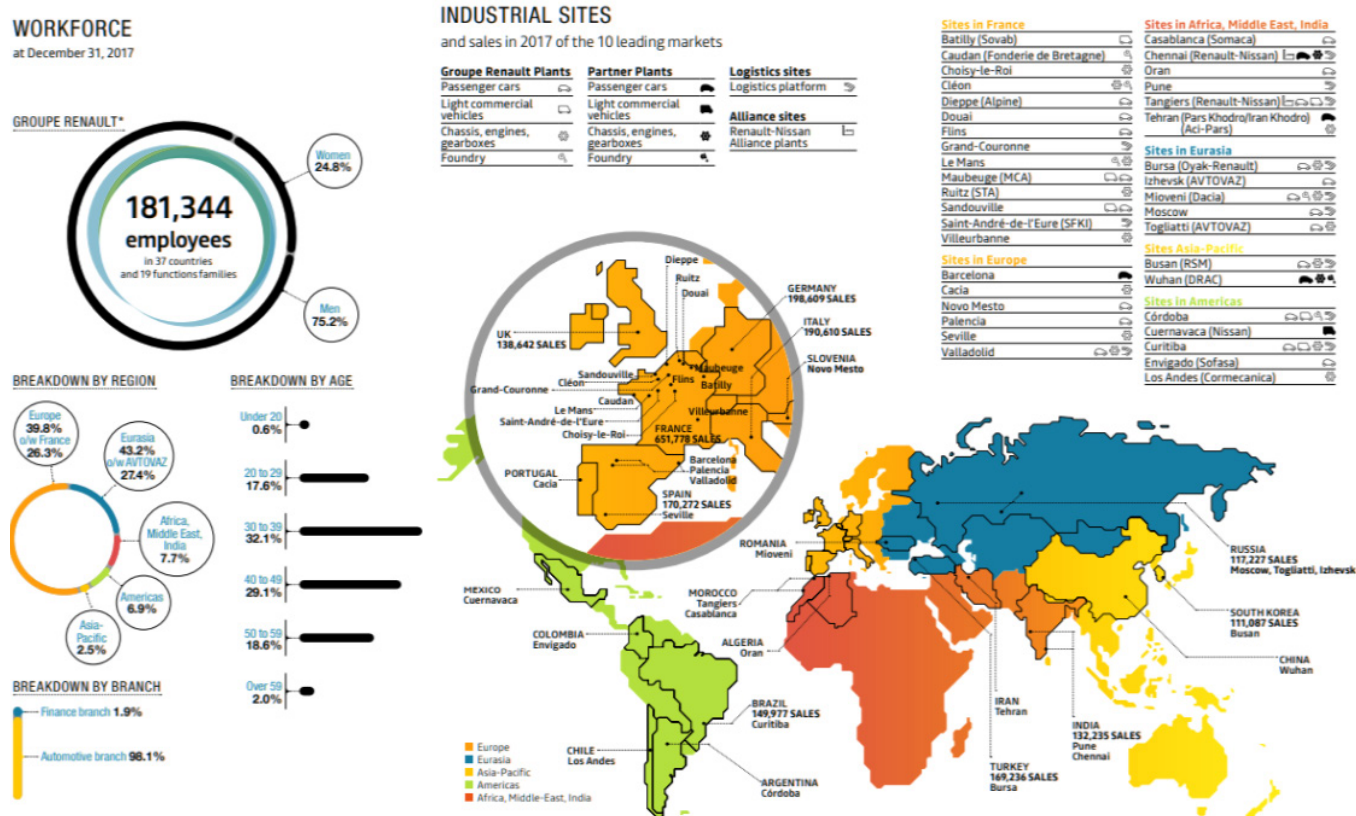 WORKFORCE
at December 31, 2017
GROUPE RENAULT*
181,344
employees
in 37 countries
and 19 functions families
Women
24.8%
Men
75.2%
BREAKDOWN BY REGION
Europe
39.8%
o/w France
26.3%
Eurasia
43.2%
o/w AVTOVAZ
27.4%
Africa,
Middle East,
India
7.7%
Americas
6.9%
Asia-
Pacific
2.5%
BREAKDOWN BY AGE
Under 20
0.6%
20 to 29
17.6%
30 to 39
32.1%
40 to 49
29.1%
50 to 59
18.6%
Over 59
2.0%
BREAKDOWN BY BRANCH
Finance branch 1.9%
Automotive branch 98.1%
INDUSTRIAL SITES
and sales in 2017 of the 10 leading markets
Groupe Renault Plants
Passenger cars
Light commercial
vehicles
Chassis, engines,
gearboxes
Foundry
Partner Plants
Passenger cars
Light commercial
vehicles
Chassis, engines,
gearboxes
Foundry
Logistics sites
Logistics platform
Alliance sites
Renault-Nissan
Alliance plants
Sites in France
Batilly (Sovab)
Caudan (Fonderie de Bretagne)
Choisy-le-Roi
Cléon
Dieppe (Alpine)
Douai
Flins
Grand-Couronne
Le Mans
Maubeuge (MCA)
Ruitz (STA)
Sandouville
Saint-André-de-l'Eure (SFKI)
Villeurbanne
Sites in Europe
Barcelona
Cacia
Novo Mesto
Palencia
Seville
Valladolid
Sites in Africa, Middle East, India
Casablanca (Somaca)
Chennai (Renault-Nissan)
Oran
Pune
Tangiers (Renault-Nissan)
Tehran (Pars Khodro/Iran Khodro)
(Aci-Pars)
Sites in Eurasia
Bursa (Oyak-Renault)
Izhevsk (AVTOVAZ)
Mioveni (Dacia)
Moscow
Togliatti (AVTOVAZ)
Sites Asia-Pacific
Busan (RSM)
Wuhan (DRAC)
Sites in Americas
Córdoba
Cuernavaca (Nissan)
Curitiba
Envigado (Sofasa)
Los Andes (Cormecanica)
Dieppe
Ruitz
Douai
GERMANY
198,609 SALES
ITALY
190,610 SALES
UK
138,642 SALES
SLOVENIA
Novo Mesto
Sandouville
Cléon
Grand-Couronne
Maubeuge
Flins
Batilly
Caudan
Le Mans
Saint-André-de-l'Eure
Choisy-le-Roi
Villeurbanne
FRANCE
651,778 SALES
Barcelona
Palencia
Valladolid
PORTUGAL
Cacia
SPAIN
170,272 SALES
Seville
ROMANIA
Mioveni
RUSSIA
117,227 SALES
Moscow, Togliatti, Izhevsk
MEXICO
Cuernavaca
MOROCCO
Tangiers
Casablanca
SOUTH KOREA
111,087 SALES
Busan
COLOMBIA
Envigado
ALGERIA
Oran
CHINA
Wuhan
BRAZIL
149,977 SALES
Curitiba
IRAN
Tehran
INDIA
132,235 SALES
Pune
Chennai
CHILE
Los Andes
TURKEY
169,236 SALES
Bursa
ARGENTINA
Córdoba
Europe
Eurasia
Asia-Pacific
Americas
Africa, Middle-East, India